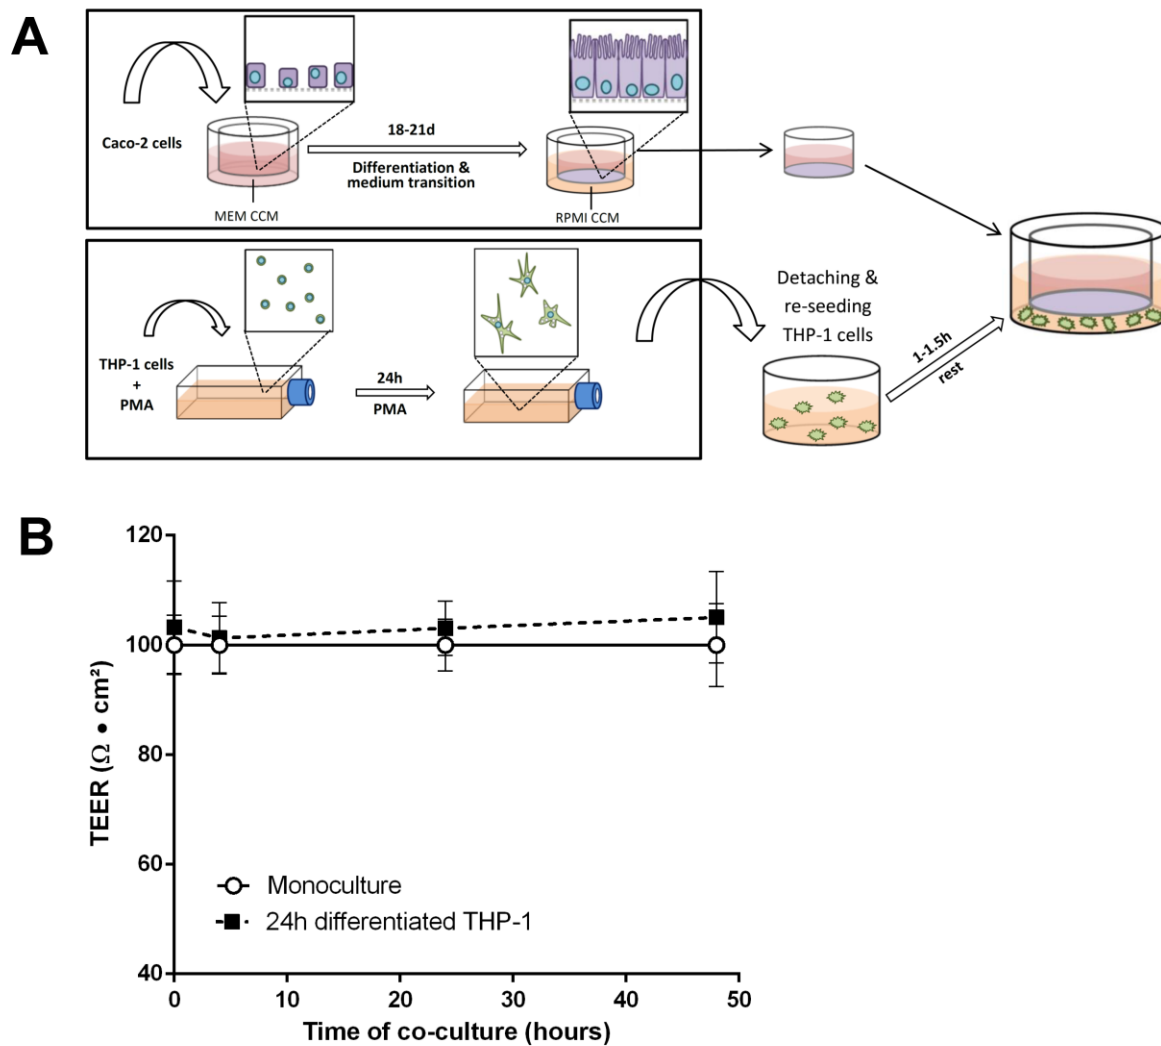 A
Caco-2 cells
18-21d
Differentiation &
medium transition
MEM CCM
RPMI CCM
THP-1 cells
+
PMA
24h
PMA
Detaching &
re-seeding
THP-1 cells
1-1.5h
rest
B
120
100
80
60
40
TEER (Ω • cm²)
Monoculture
24h differentiated THP-1
0
10
20
30
40
50
Time of co-culture (hours)